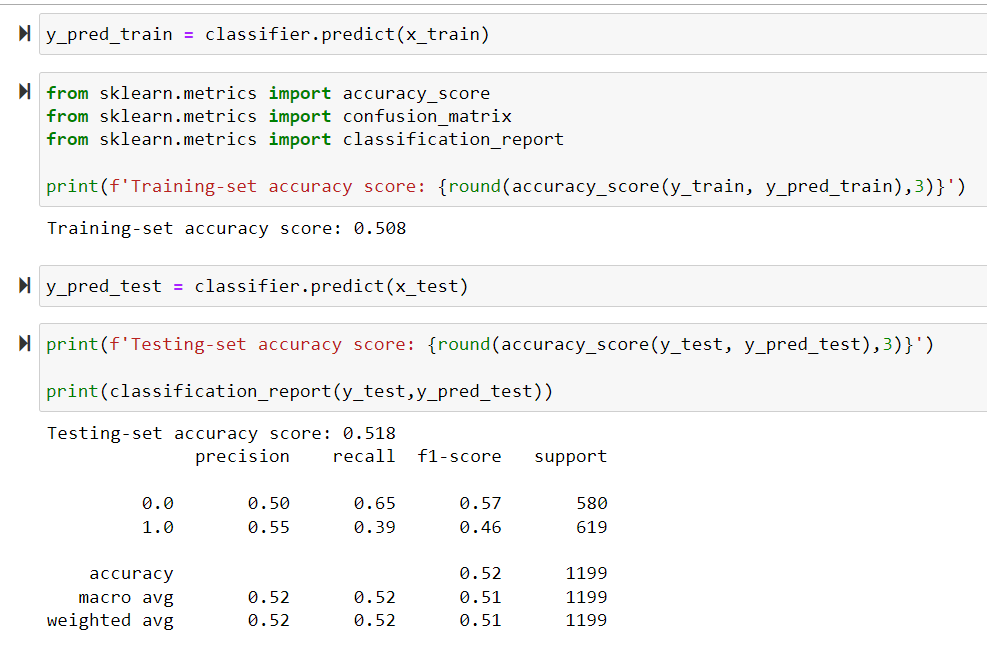 y_pred_train = classifier.predict(x_train)
from sklearn.metrics import accuracy_score
from sklearn.metrics import confusion_matrix
from sklearn.metrics import classification_report
print(f'Training-set accuracy score: {round(accuracy_score(y_train, y_pred_train),3)}')
Training-set accuracy score: 0.508
y_pred_test = classifier.predict(x_test)
print(f'Testing-set accuracy score: {round(accuracy_score(y_test, y_pred_test),3)}')
print(classification_report(y_test,y_pred_test))
Testing-set accuracy score: 0.518
precision recall f1-score support
0.0 0.50 0.65 0.57 580
1.0 0.55 0.39 0.46 619
accuracy 0.52 1199
macro avg 0.52 0.52 0.51 1199
weighted avg 0.52 0.52 0.51 1199